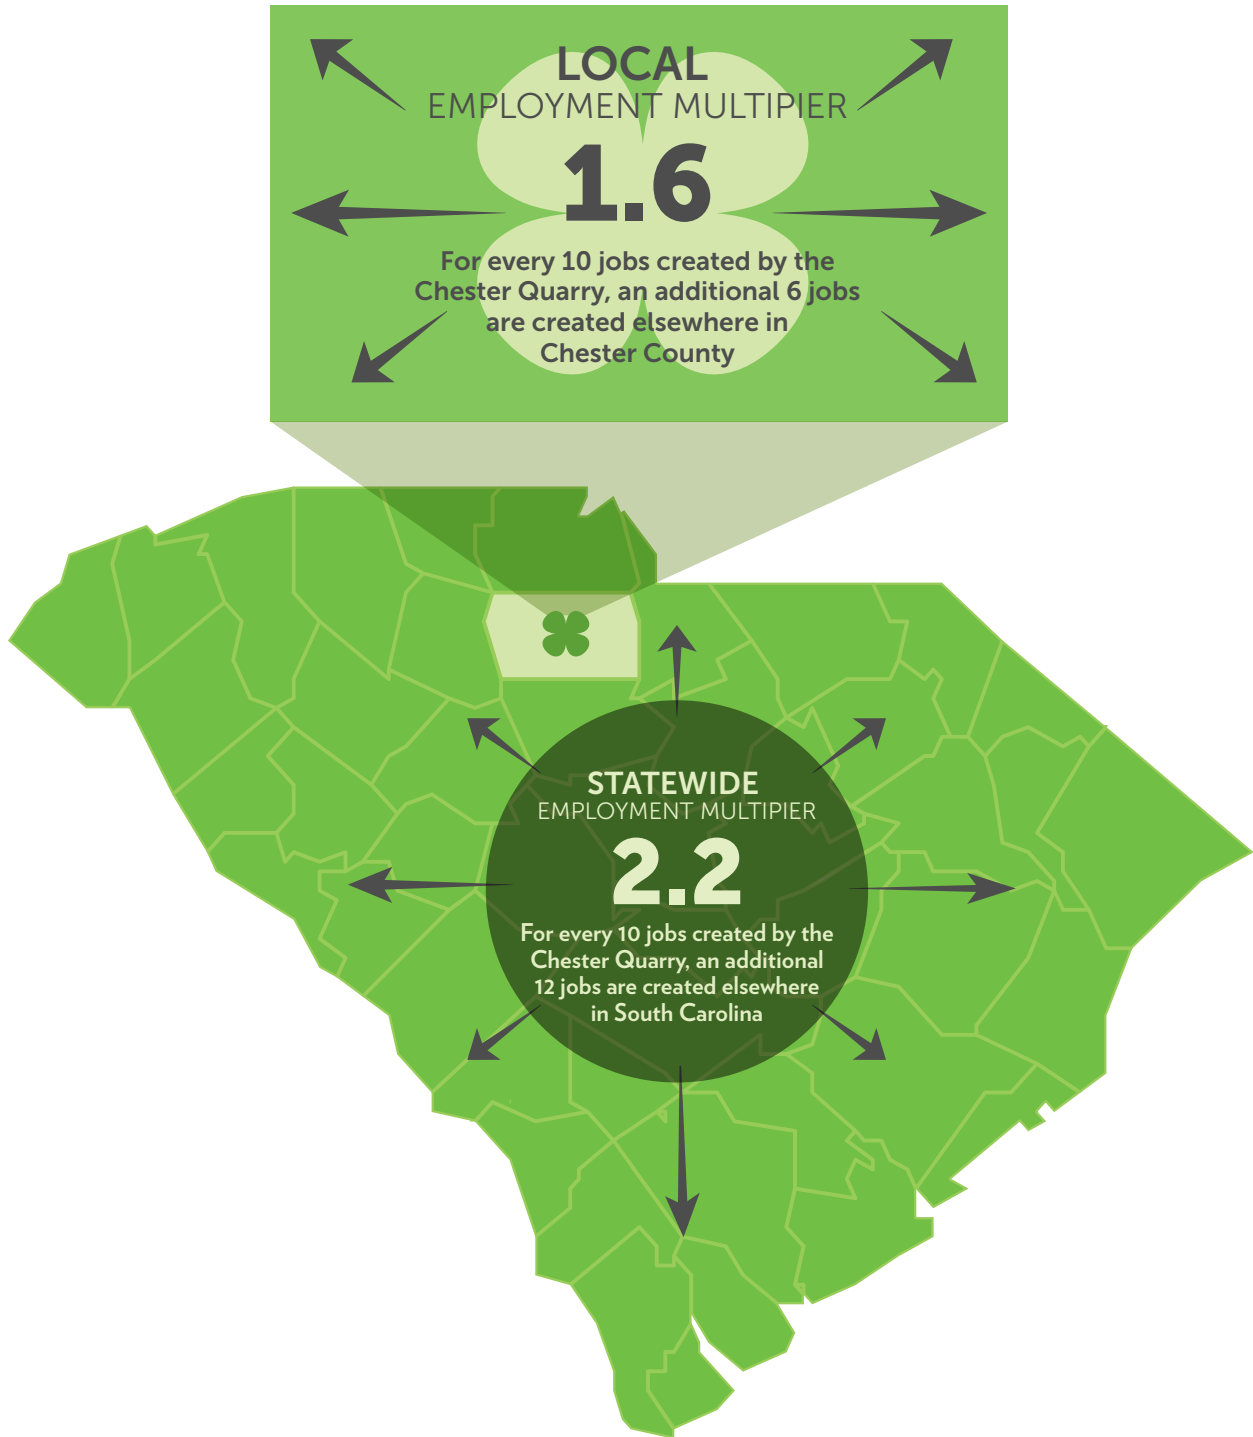 LOCAL
EMPLOYMENT MULTIPIER
1.6
For every 10 jobs created by the
Chester Quarry, an additional 6 jobs
are created elsewhere in
Chester County
STATEWIDE
EMPLOYMENT MULTIPIER
2.2
For every 10 jobs created by the
Chester Quarry, an additional
12 jobs are created elsewhere
in South Carolina